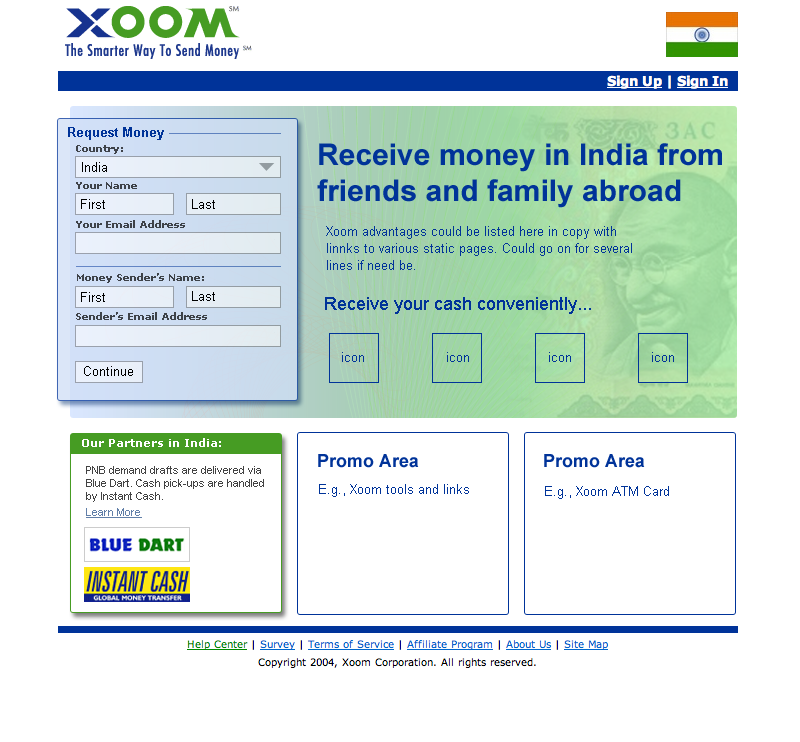 XOOM SM
The Smarter Way To Send Money SM
Sign Up | Sign In
Request Money
Country:
India
Your Name
First Last
Your Email Address
Money Sender's Name:
First Last
Sender's Email Address
Continue
3AC
Receive money in India from
friends and family abroad
Xoom advantages could be listed here in copy with
linnks to various static pages. Could go on for several
lines if need be.
Receive your cash conveniently...
icon icon icon icon
Our Partners in India:
PNB demand drafts are delivered via
Blue Dart. Cash pick-ups are handled
by Instant Cash.
Learn More
BLUE DART
INSTANT CASH
GLOBAL MONEY TRANSFER
Promo Area
E.g., Xoom tools and links
Promo Area
E.g., Xoom ATM Card
Help Center | Survey | Terms of Service | Affiliate Program | About Us | Site Map
Copyright 2004, Xoom Corporation. All rights reserved.